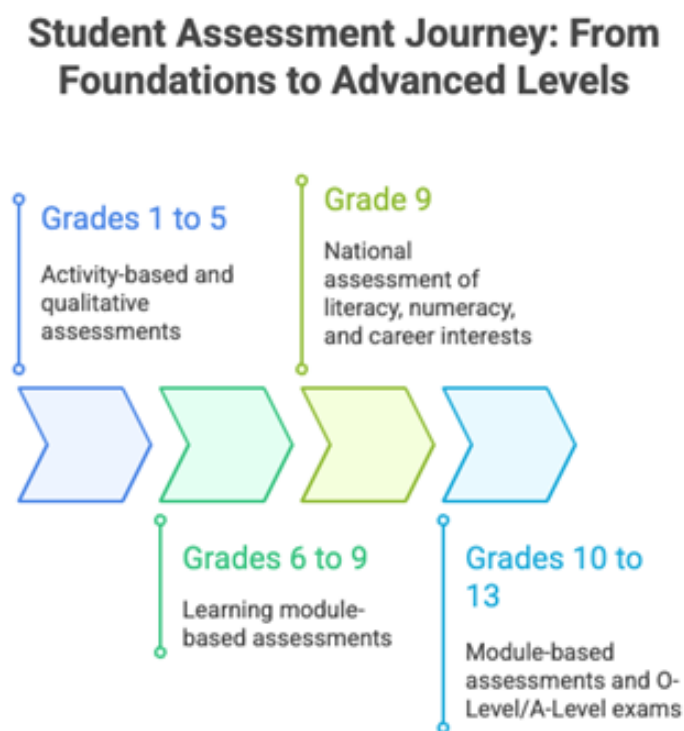 Student Assessment Journey: From
Foundations to Advanced Levels
Grades 1 to 5
Activity-based and
qualitative
assessments
Grades 6 to 9
Learning module-
based assessments
Grade 9
National
assessment of
literacy, numeracy,
and career interests
Grades 10 to
13
Module-based
assessments and O-
Level/A-Level exams